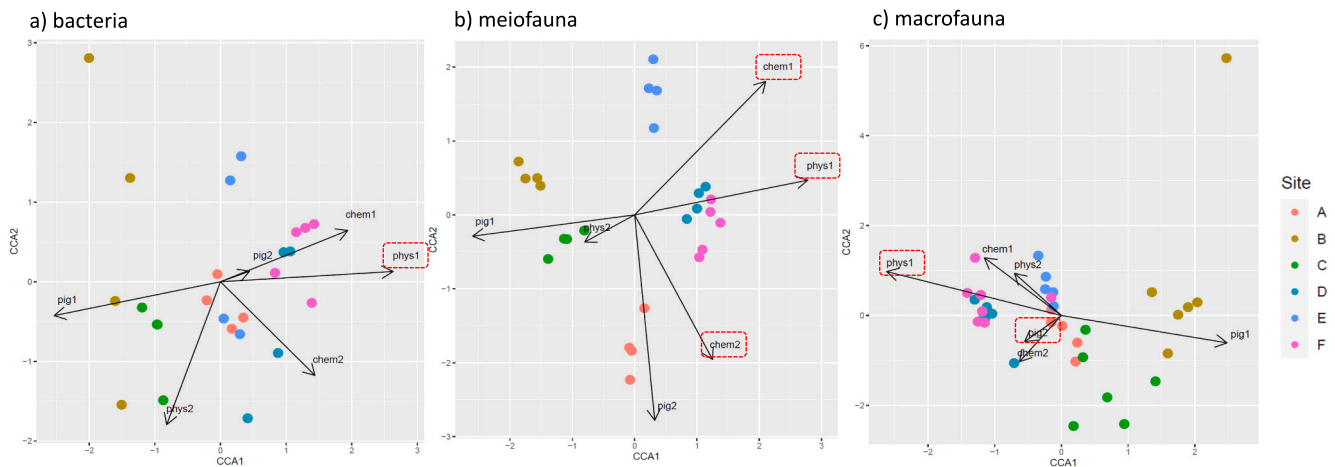 a) bacteria
3
2
1
0
−1
−2
CCA2
−2
−1
0
1
2
3
CCA1
chem1
pig2
phys1
pig1
chem2
phys2
b) meiofauna
2
1
0
−1
−2
−3
CCA2
−2
−1
0
1
2
3
CCA1
chem1
phys1
pig1
phys2
chem2
pig2
c) macrofauna
6
4
2
0
−2
CCA2
−2
−1
0
1
2
CCA1
phys1
chem1
phys2
pig2
chem2
pig1
Site
A
B
C
D
E
F